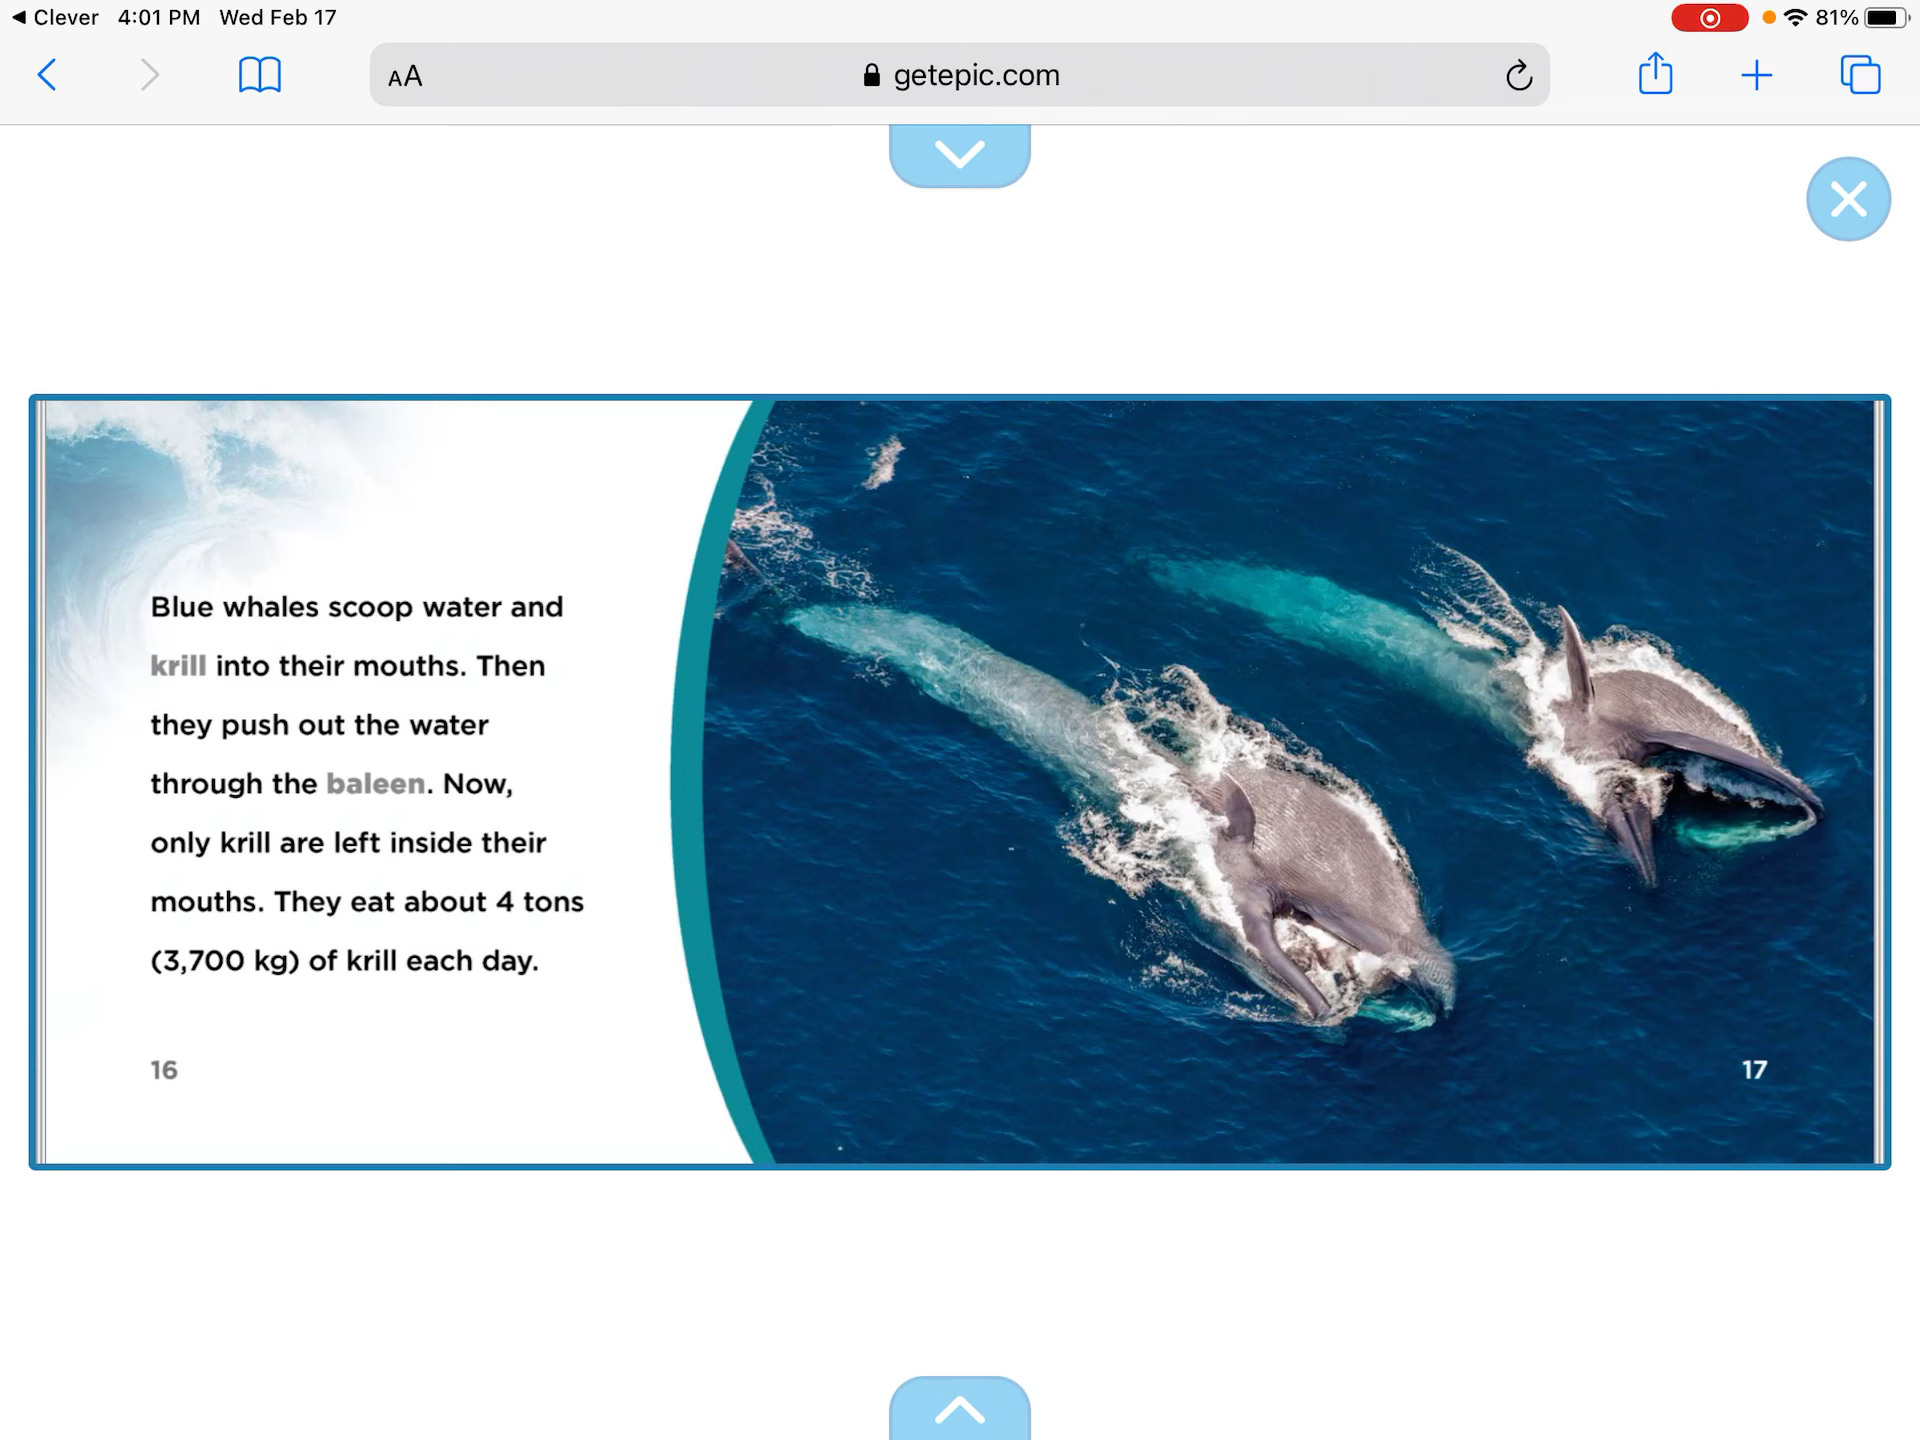 Clever 4:01 PM Wed Feb 17 81%
AA getepic.com
Blue whales scoop water and
krill into their mouths. Then
they push out the water
through the baleen. Now,
only krill are left inside their
mouths. They eat about 4 tons
(3,700 kg) of krill each day.
16
17